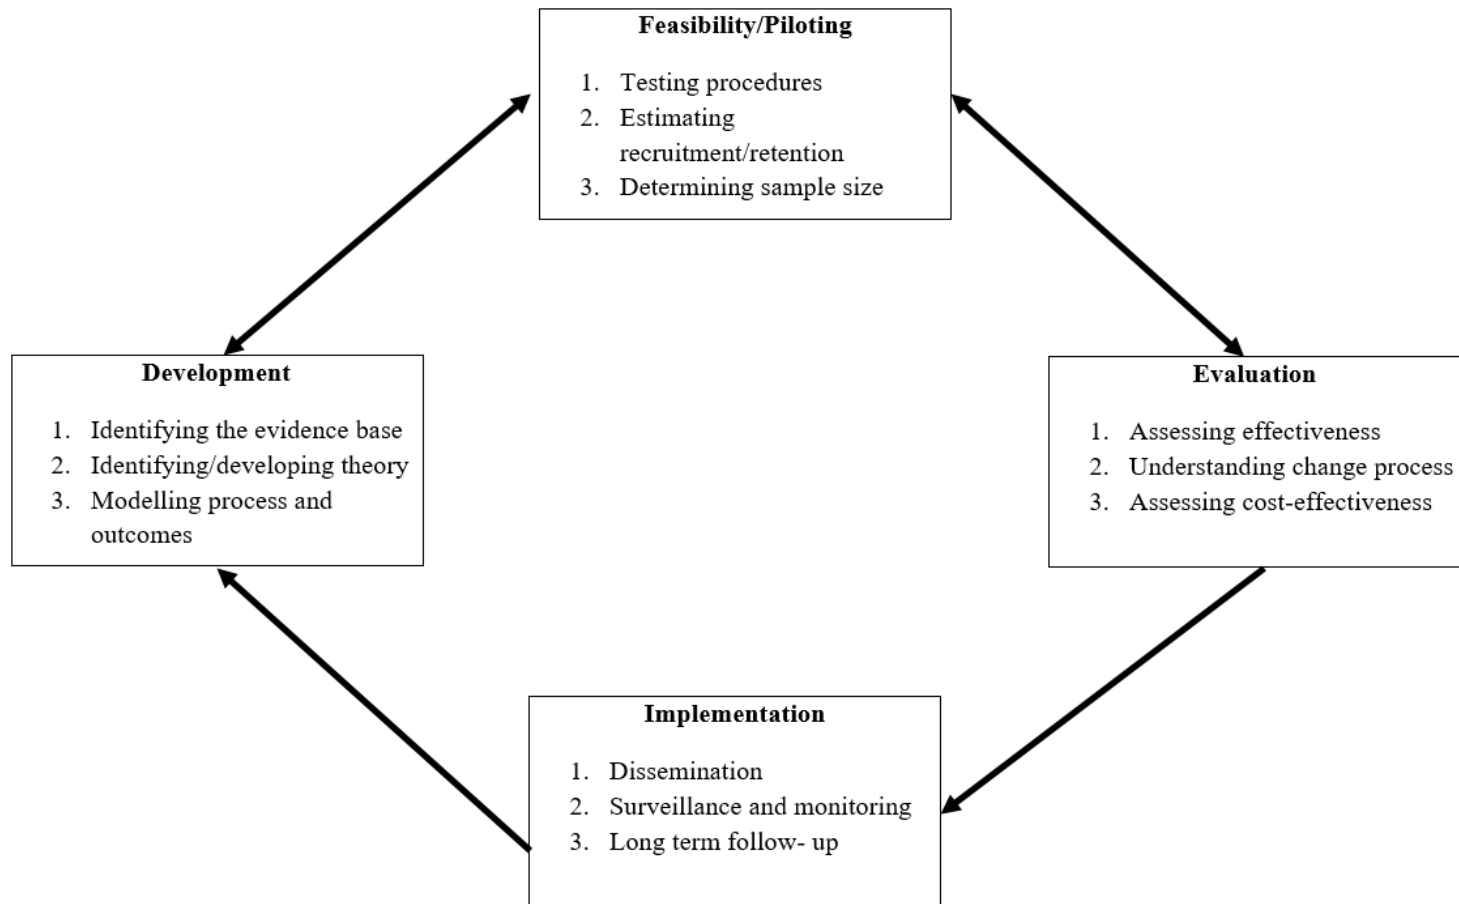 Feasibility/Piloting
1. Testing procedures
2. Estimating
recruitment/retention
3. Determining sample size
Development
1. Identifying the evidence base
2. Identifying/developing theory
3. Modelling process and
outcomes
Evaluation
1. Assessing effectiveness
2. Understanding change process
3. Assessing cost-effectiveness
Implementation
1. Dissemination
2. Surveillance and monitoring
3. Long term follow- up